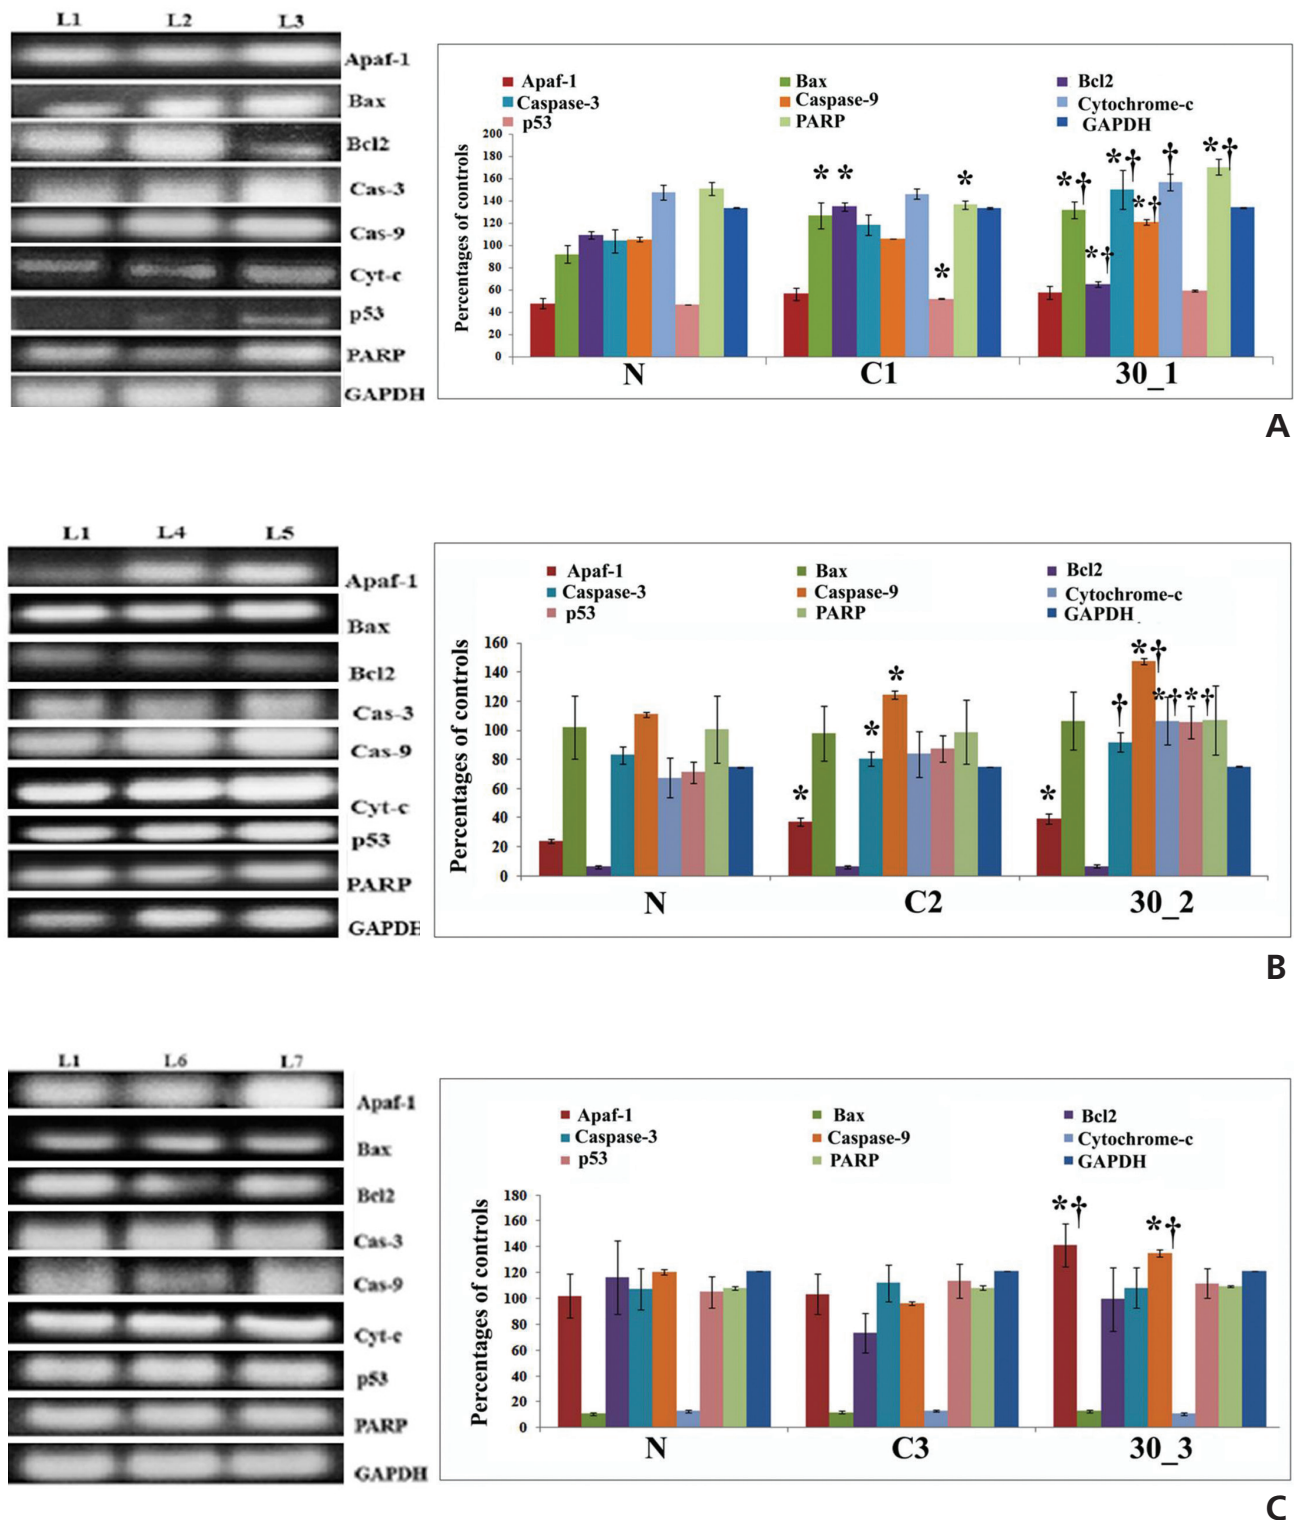 L1 L2 L3
Apaf-1
Bax
Bcl2
Cas-3
Cas-9
Cyt-c
p53
PARP
GAPDH
Apaf-1 Bax Bcl2
Caspase-3 Caspase-9 Cytochrome-c
p53 PARP GAPDH
Percentages of controls
200
180
160
140
120
100
80
60
40
20
0
* * * *
*† *† *† *† † *†
N C1 30_1
A
L1 L4 L5
Apaf-1
Bax
Bcl2
Cas-3
Cas-9
Cyt-c
p53
PARP
GAPDH
Apaf-1 Bax Bcl2
Caspase-3 Caspase-9 Cytochrome-c
p53 PARP GAPDH
Percentages of controls
160
140
120
100
80
60
40
20
0
* * *
* † *† *† *†
N C2 30_2
B
L1 L6 L7
Apaf-1
Bax
Bcl2
Cas-3
Cas-9
Cyt-c
p53
PARP
GAPDH
Apaf-1 Bax Bcl2
Caspase-3 Caspase-9 Cytochrome-c
p53 PARP GAPDH
Percentages of controls
180
160
140
120
100
80
60
40
20
0
*† *†
N C3 30_3
C